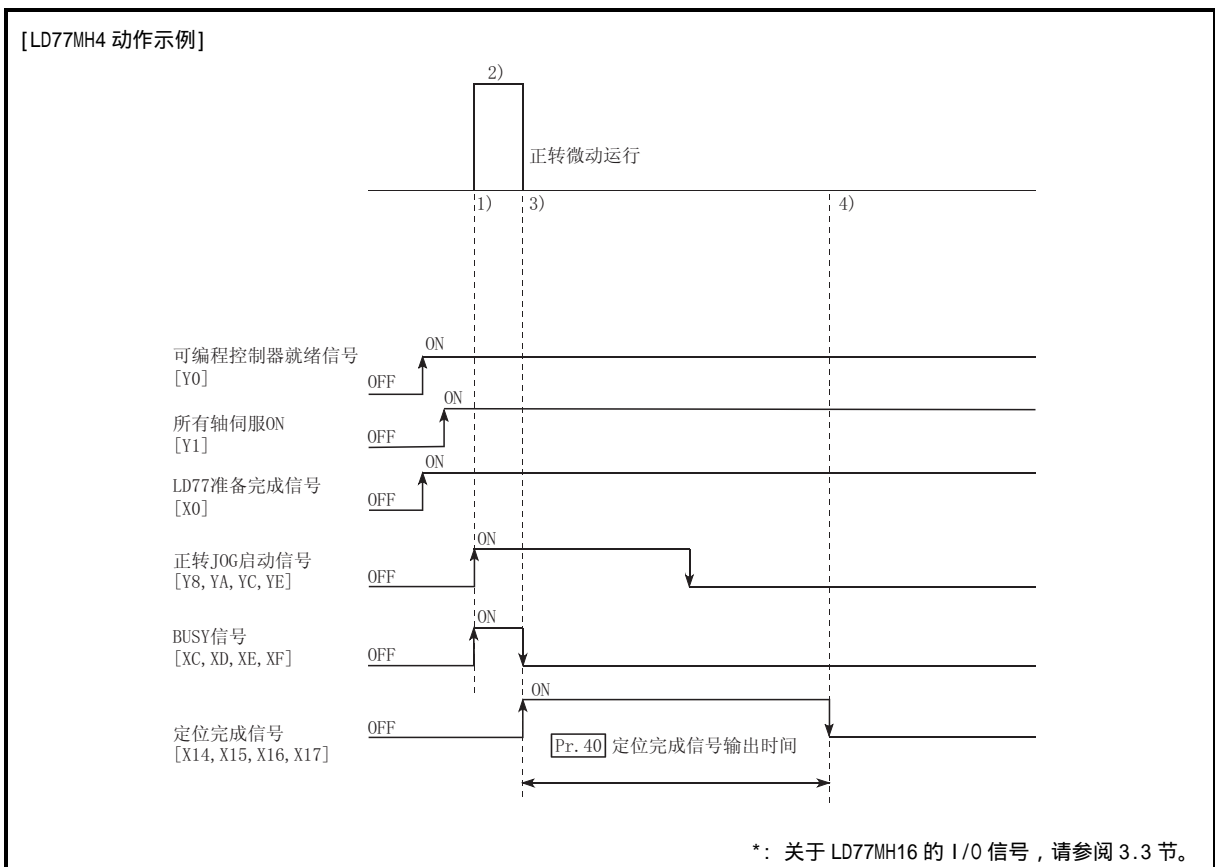 [LD77MH4 动作示例]
2)
正转微动运行
1) 3) 4)
可编程控制器就绪信号
[Y0]
OFF
ON
所有轴伺服ON
[Y1]
OFF
ON
LD77准备完成信号
[X0]
OFF
ON
正转JOG启动信号
[Y8,YA,YC,YE]
OFF
ON
BUSY信号
[XC,XD,XE,XF]
OFF
ON
定位完成信号
[X14,X15,X16,X17]
OFF
ON
Pr.40 定位完成信号输出时间
*: 关于 LD77MH16 的 I/O 信号，请参阅 3.3 节。